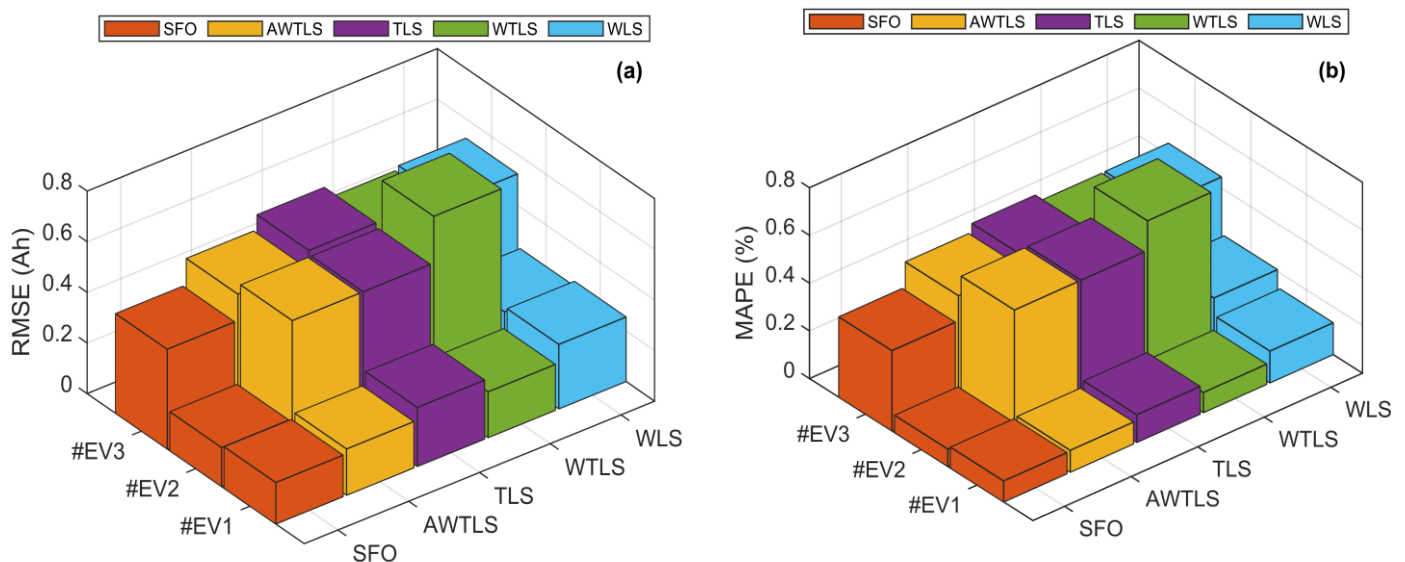 SFO AWTLS TLS WTLS WLS
(a)
0.8
0.6
0.4
0.2
0
RMSE (Ah)
#EV3
#EV2
#EV1
SFO
AWTLS
TLS
WTLS
WLS
SFO AWTLS TLS WTLS WLS
(b)
0.8
0.6
0.4
0.2
0
MAPE (%)
#EV3
#EV2
#EV1
SFO
AWTLS
TLS
WTLS
WLS